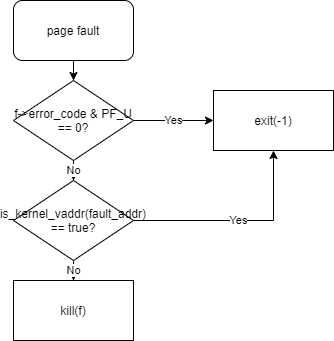 page fault
f->error_code & PF_U
== 0?
Yes
exit(-1)
No
is_kernel_vaddr(fault_addr)
== true?
Yes
No
kill(f)